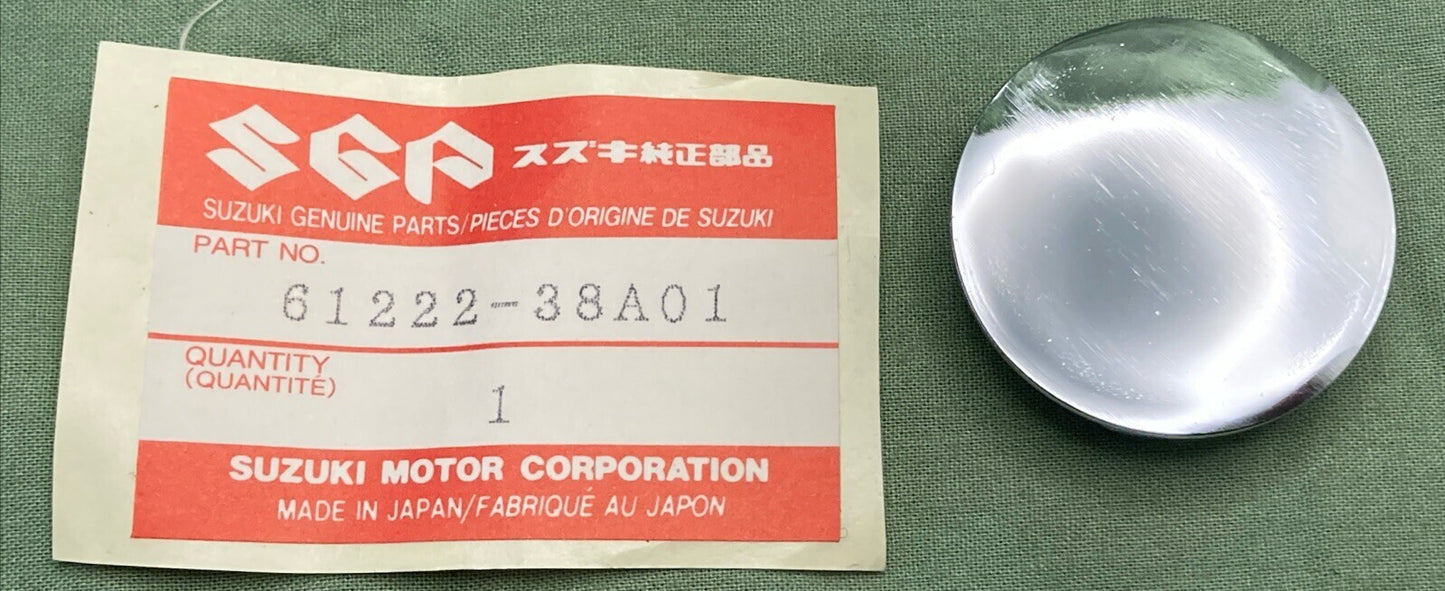 SGP スズキ純正部品
SUZUKI GENUINE PARTS/PIECES D'ORIGINE DE SUZUKI
PART NO.
61222-38A01
QUANTITY
(QUANTITÉ)
1
SUZUKI MOTOR CORPORATION
MADE IN JAPAN/FABRIQUÉ AU JAPON